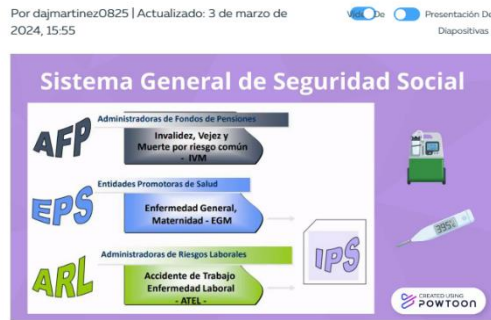 Por dajmartinez0825 | Actualizado: 3 de marzo de
2024, 15:55
Presentación De
Diapositivas
Sistema General de Seguridad Social
AFP
Administradoras de Fondos de Pensiones
Invalidez, Vejez y
Muerte por riesgo común
- IVM
EPS
Entidades Promotoras de Salud
Enfermedad General,
Maternidad - EGM
ARL
Administradoras de Riesgos Laborales
Accidente de Trabajo
Enfermedad Laboral
- ATEL -
IPS
CREATED USING
POWTOON